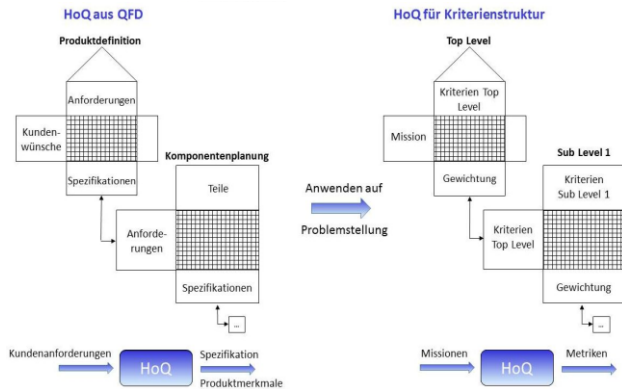 HoQ aus QFD
Produktdefinition
Anforderungen
Kunden-
wünsche
Spezifikationen
Komponentenplanung
Teile
Anforde-
rungen
Spezifikationen
...
Kundenanforderungen
HoQ
Spezifikation
Produktmerkmale
Anwenden auf
Problemstellung
HoQ für Kriterienstruktur
Top Level
Kriterien Top
Level
Mission
Gewichtung
Sub Level 1
Kriterien
Sub Level 1
Kriterien
Top Level
Gewichtung
...
Missionen
HoQ
Metriken